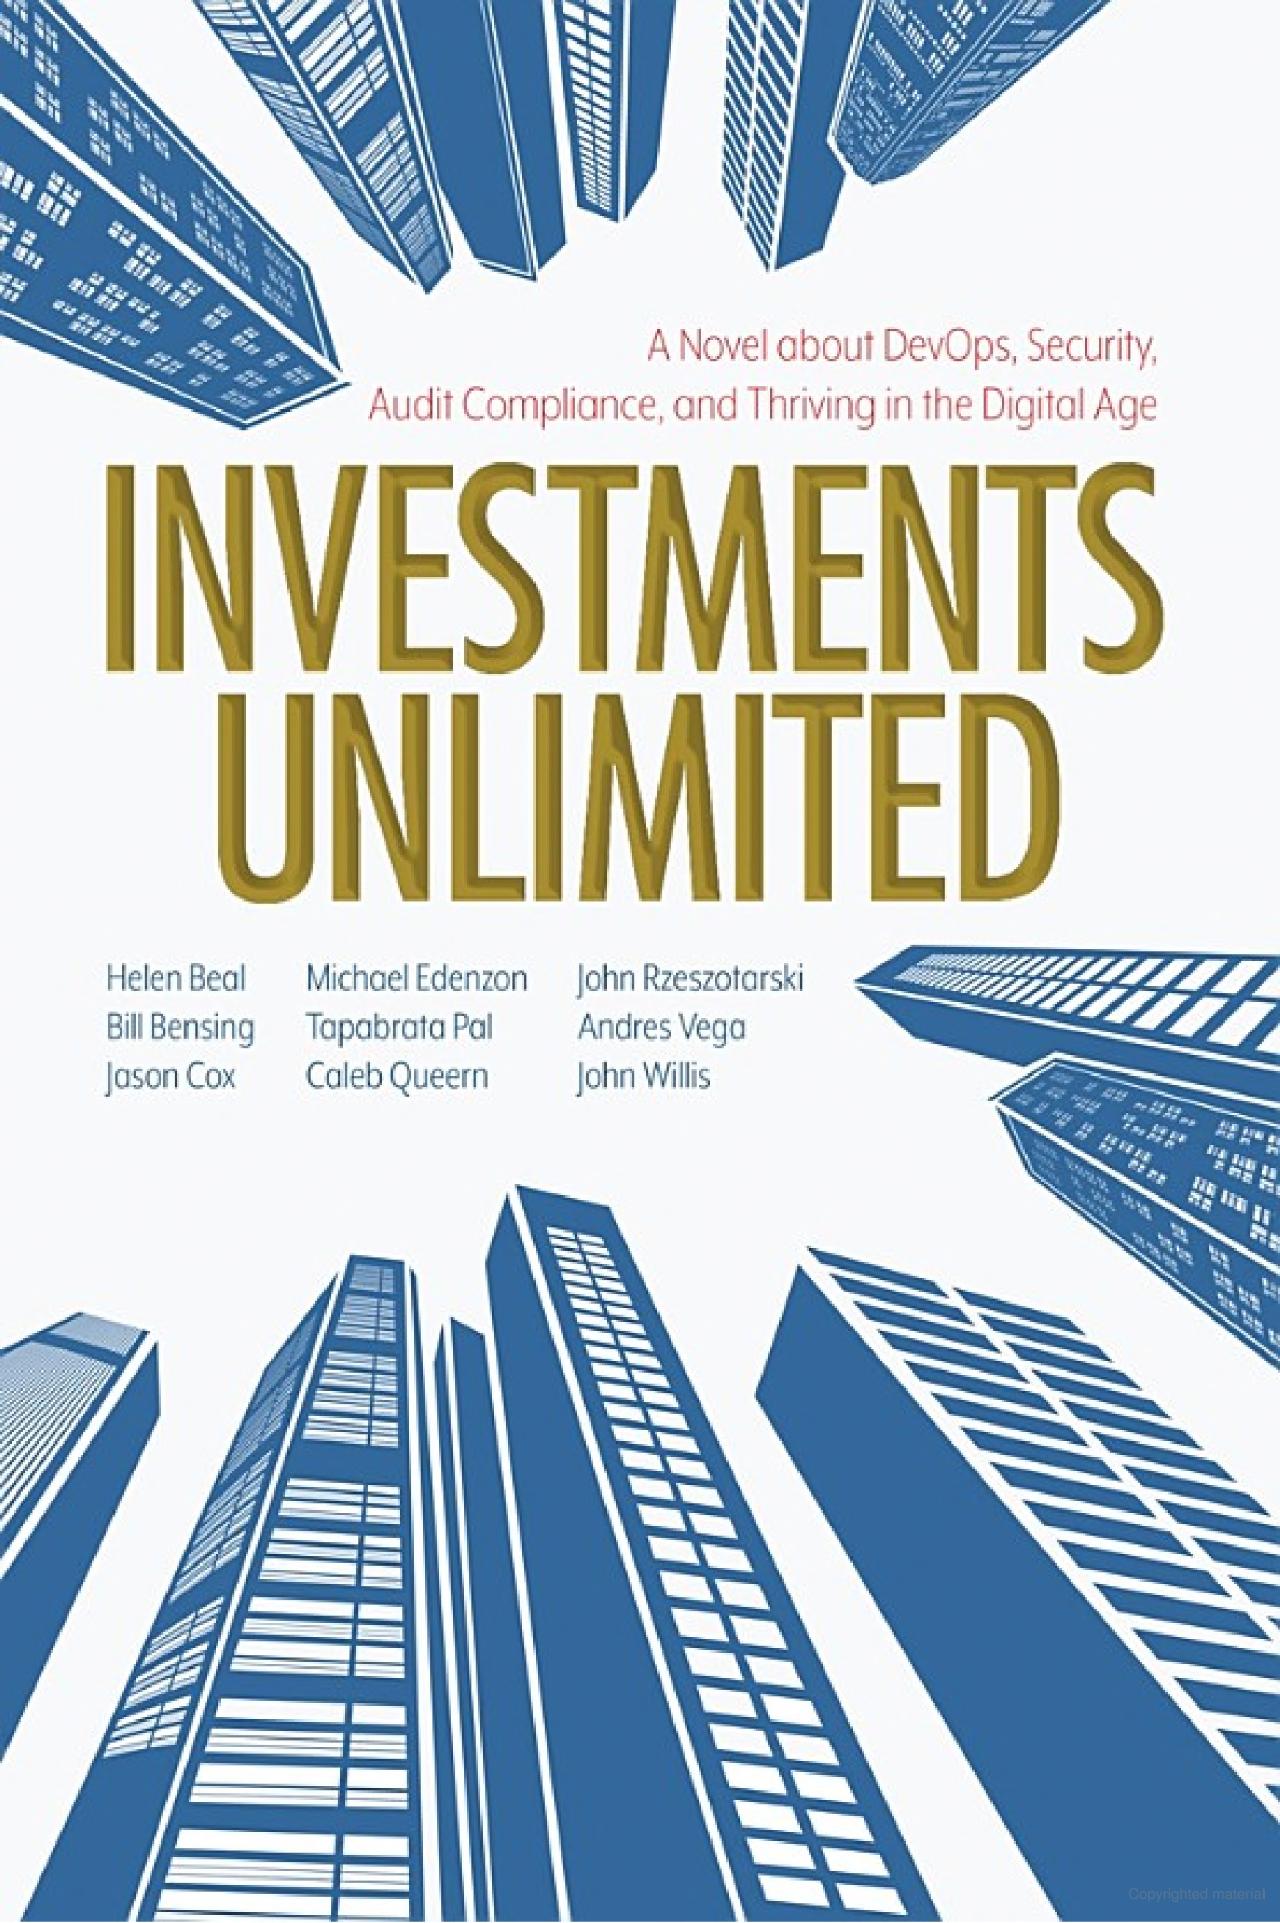 A Novel about DevOps, Security,
Audit Compliance, and Thriving in the Digital Age
INVESTMENTS
UNLIMITED
Helen Beal
Bill Bensing
Jason Cox
Michael Edenzon
Tapabrata Pal
Caleb Queern
John Rzeszotarski
Andres Vega
John Willis
Copyrighted material